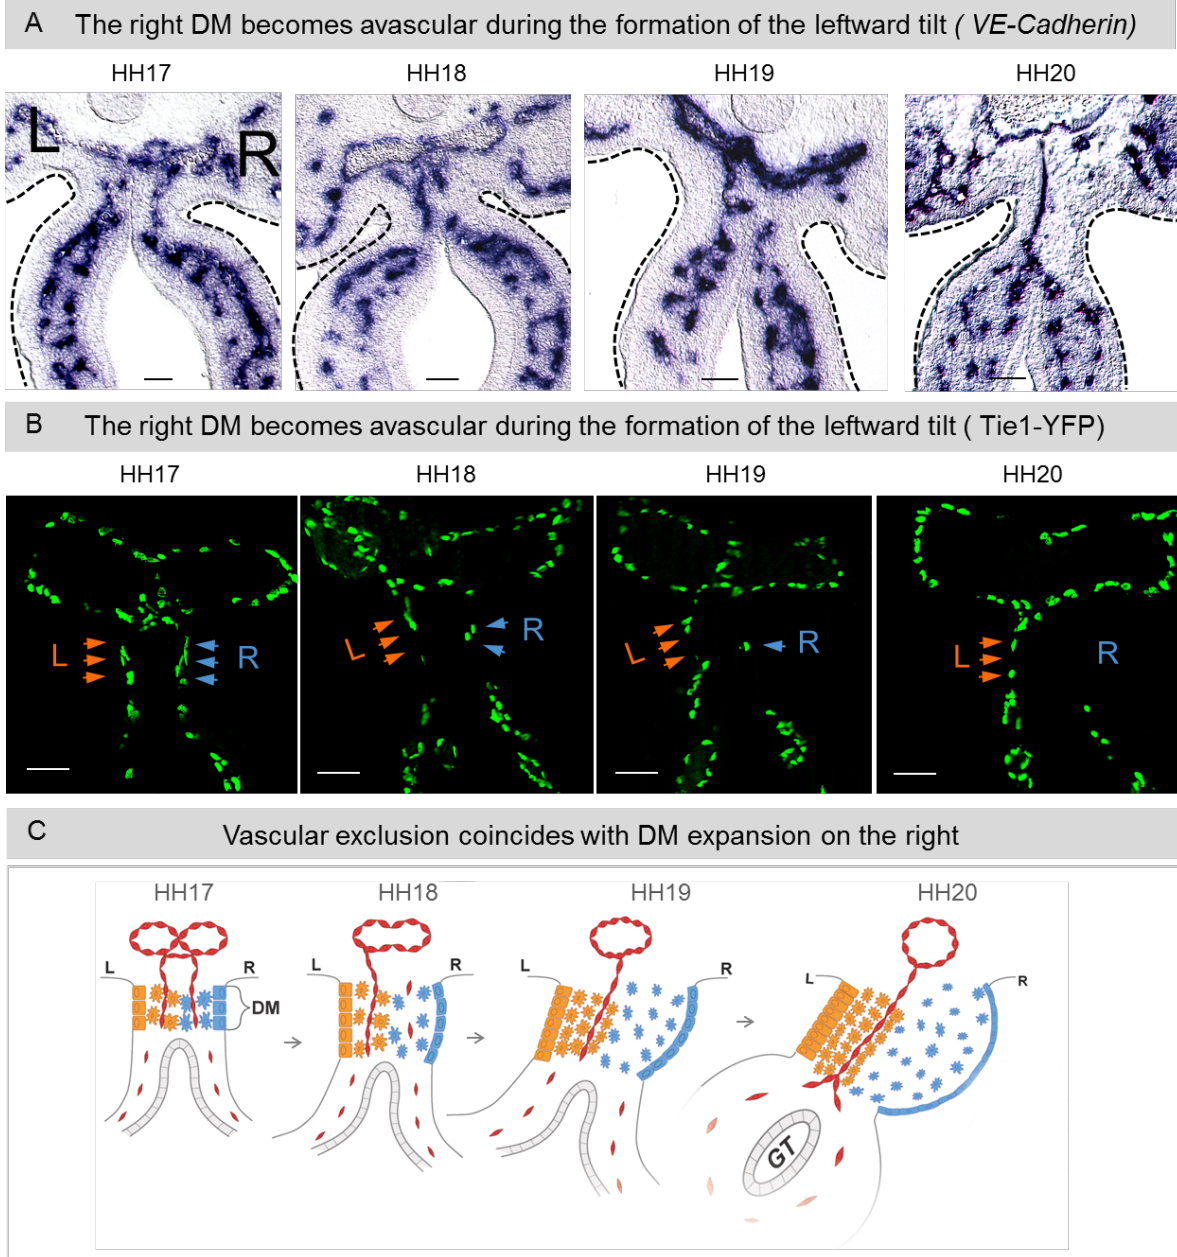 A The right DM becomes avascular during the formation of the leftward tilt ( VE-Cadherin)
HH17 HH18 HH19 HH20
L R
B The right DM becomes avascular during the formation of the leftward tilt ( Tie1-YFP)
HH17 HH18 HH19 HH20
L R L R L R L R
C Vascular exclusion coincides with DM expansion on the right
HH17 HH18 HH19 HH20
L R L R L R L R
DM
GT